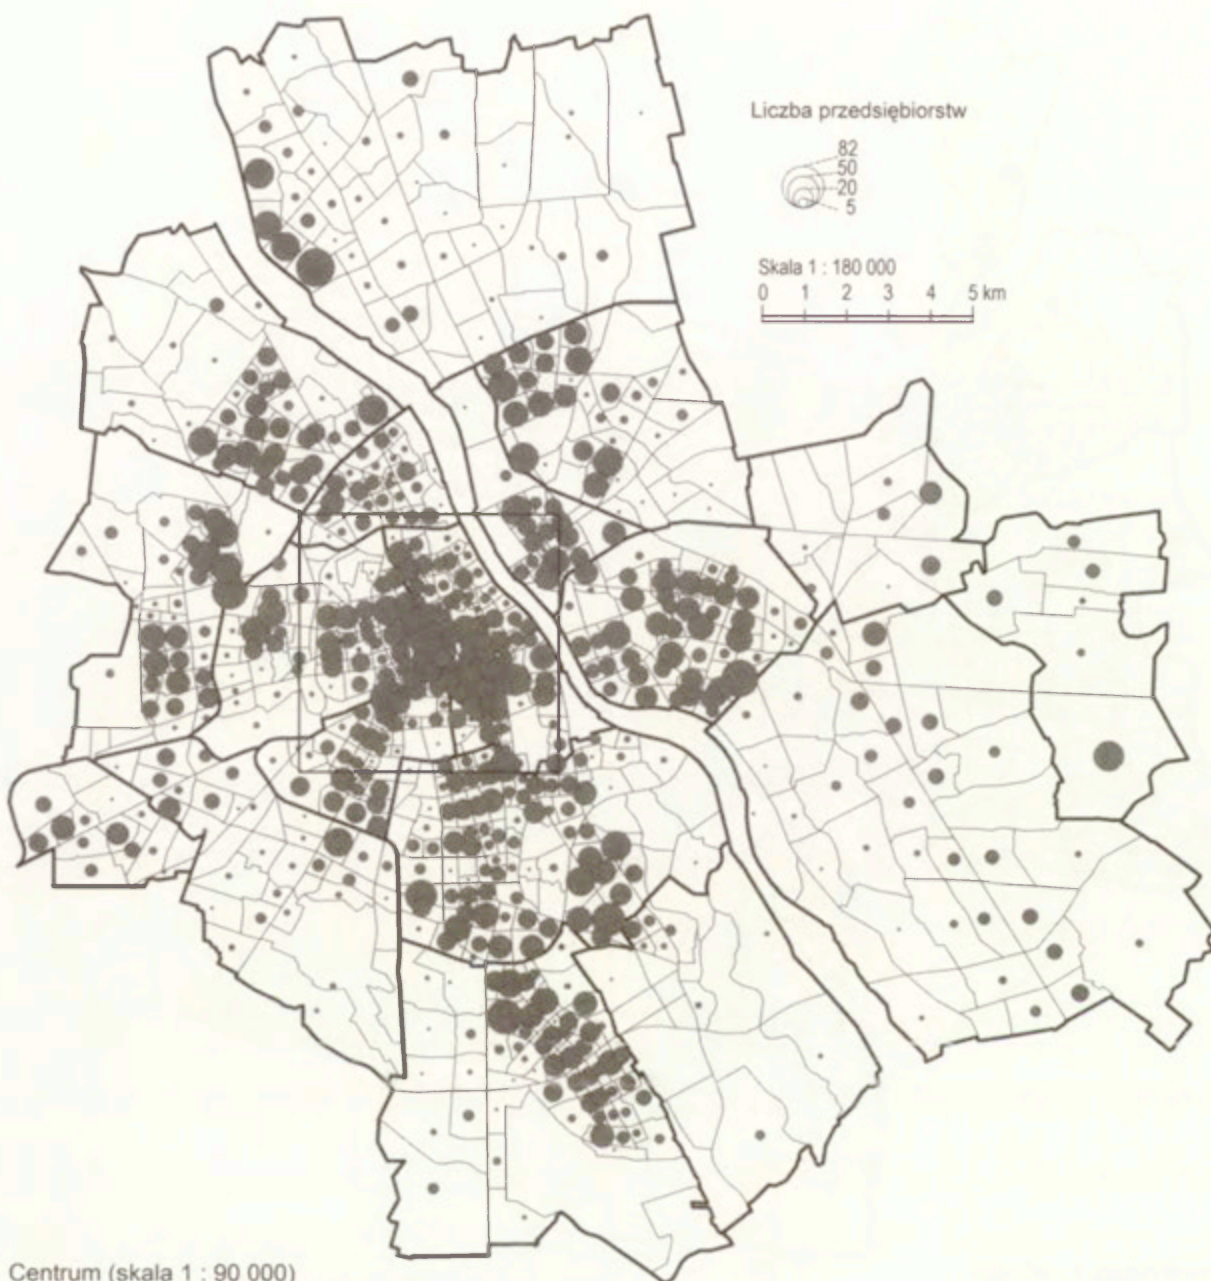 Liczba przedsiębiorstw
82
50
20
5
Skala 1 : 180 000
0 1 2 3 4 5 km
Centrum (skala 1 : 90 000)